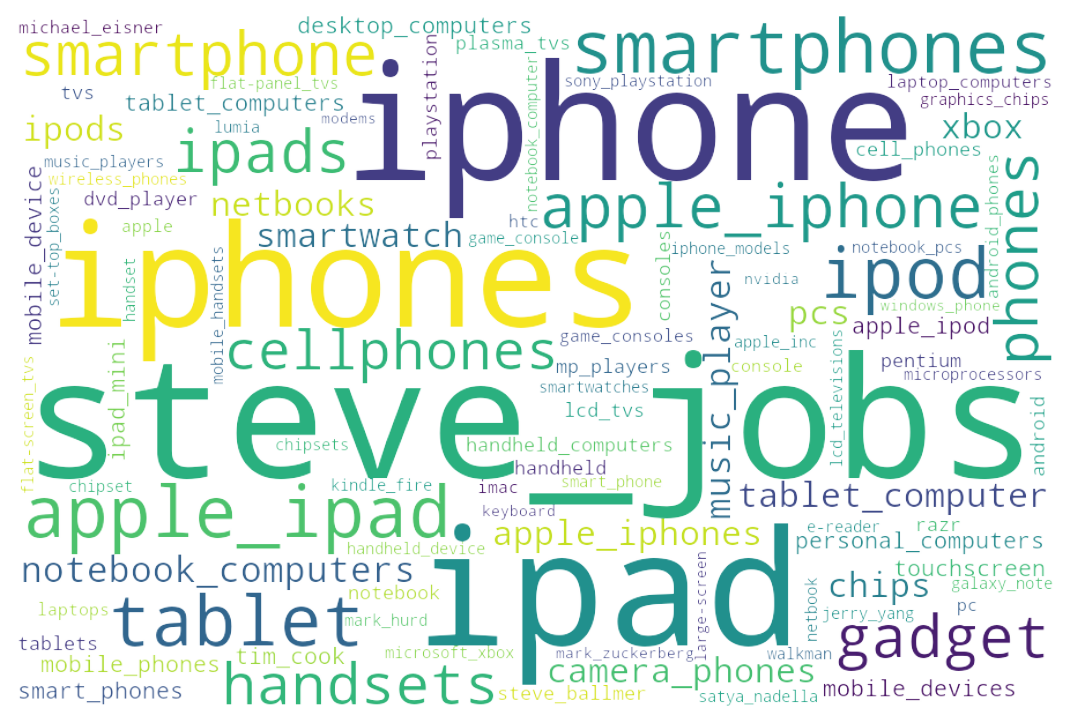 michael_eisner
desktop_computers
smartphone
smartphones
iphone
playstation
plasma_tvs
sony_playstation
laptop_computers
graphics_chips
flat-panel_tvs
tvs
tablet_computers
modems
notebook_computer
ipods
lumia
ipads
xbox
cell_phones
music_players
wireless_phones
mobile_device
dvd_player
netbooks
apple_iphone
phones
android_phones
set-top_boxes
apple
smartwatch
htc
game_console
iphone_models
notebook_pcs
iphones
handset
mobile_handsets
consoles
music_player
nvidia
ipod
windows_phone
pcs
apple_ipod
cellphones
game_consoles
apple_inc
pentium
microprocessors
mp_players
console
smartwatches
lcd_tvs
lcd_televisions
flat-screen_tvs
ipad_mini
steve_jobs
android
chipsets
handheld_computers
handheld
chipset
kindle_fire
imac
smart_phone
tablet_computer
apple_ipad
keyboard
apple_iphones
e-reader
razr
personal_computers
handheld_device
ipad
notebook_computers
touchscreen
chips
galaxy_note
notebook
laptops
tablet
mark_hurd
large-screen
netbook
jerry_yang
pc
gadget
tablets
tim_cook
microsoft_xbox
mark_zuckerberg
walkman
mobile_phones
camera_phones
smart_phones
handsets
steve_ballmer
satya_nadella
mobile_devices